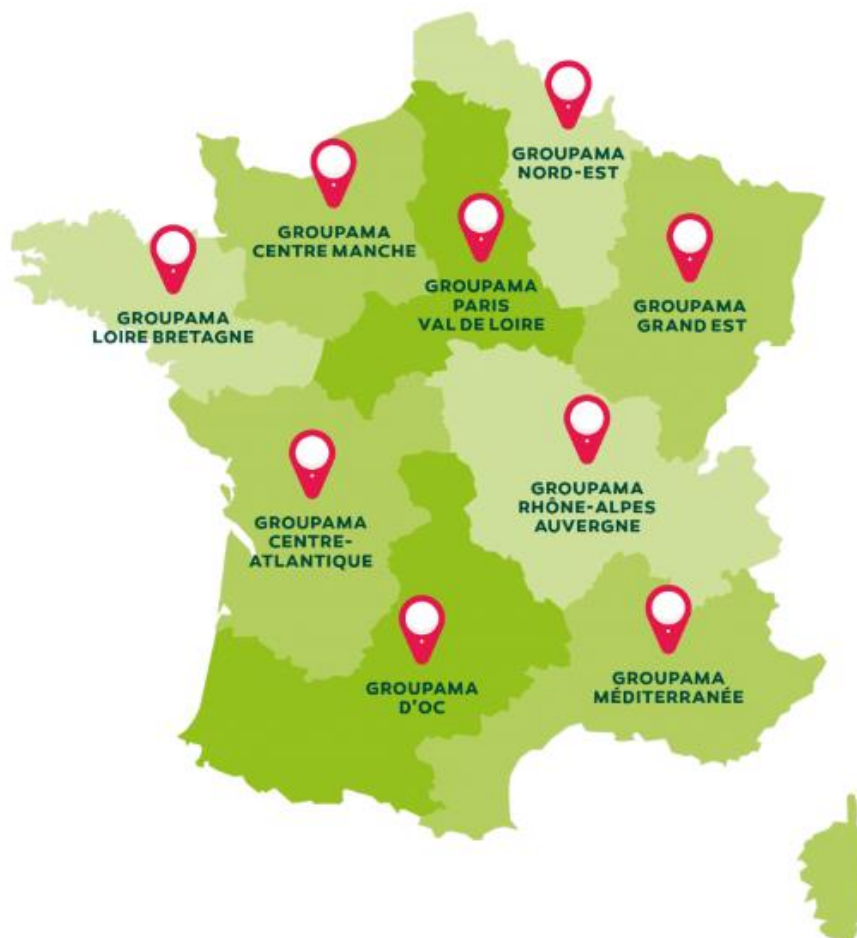 GROUPAMA
NORD-EST
GROUPAMA
CENTRE MANCHE
GROUPAMA
PARIS
VAL DE LOIRE
GROUPAMA
GRAND EST
GROUPAMA
LOIRE BRETAGNE
GROUPAMA
RHÔNE-ALPES
AUVERGNE
GROUPAMA
CENTRE-
ATLANTIQUE
GROUPAMA
D'OC
GROUPAMA
MÉDITERRANÉE